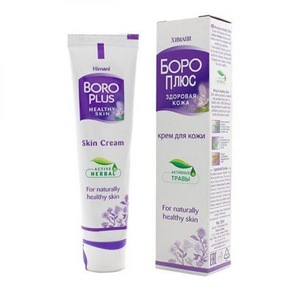 Himani
BORO
PLUS
HEALTHY
SKIN
Skin Cream
ACTIVE
HERBAL
For naturally
healthy skin
ХИМАНИ
БОРО
ПЛЮС
ЗДОРОВАЯ
КОЖА
крем для кожи
АКТИВНЫЕ
ТРАВЫ
For naturally
healthy skin